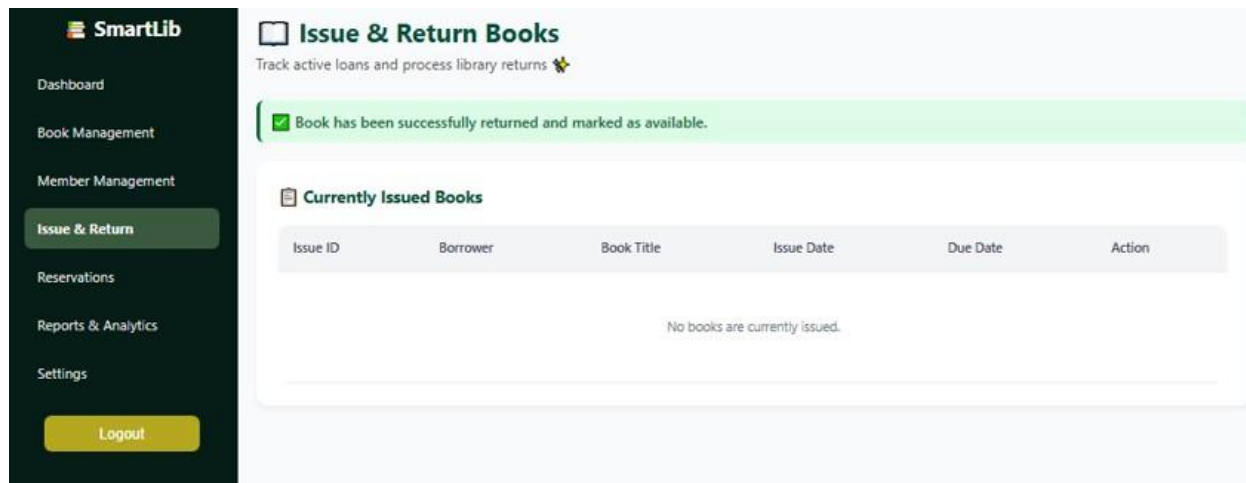 SmartLib
Dashboard
Book Management
Member Management
Issue & Return
Reservations
Reports & Analytics
Settings
Logout
Issue & Return Books
Track active loans and process library returns
Book has been successfully returned and marked as available.
Currently Issued Books
Issue ID Borrower Book Title Issue Date Due Date Action
No books are currently issued.